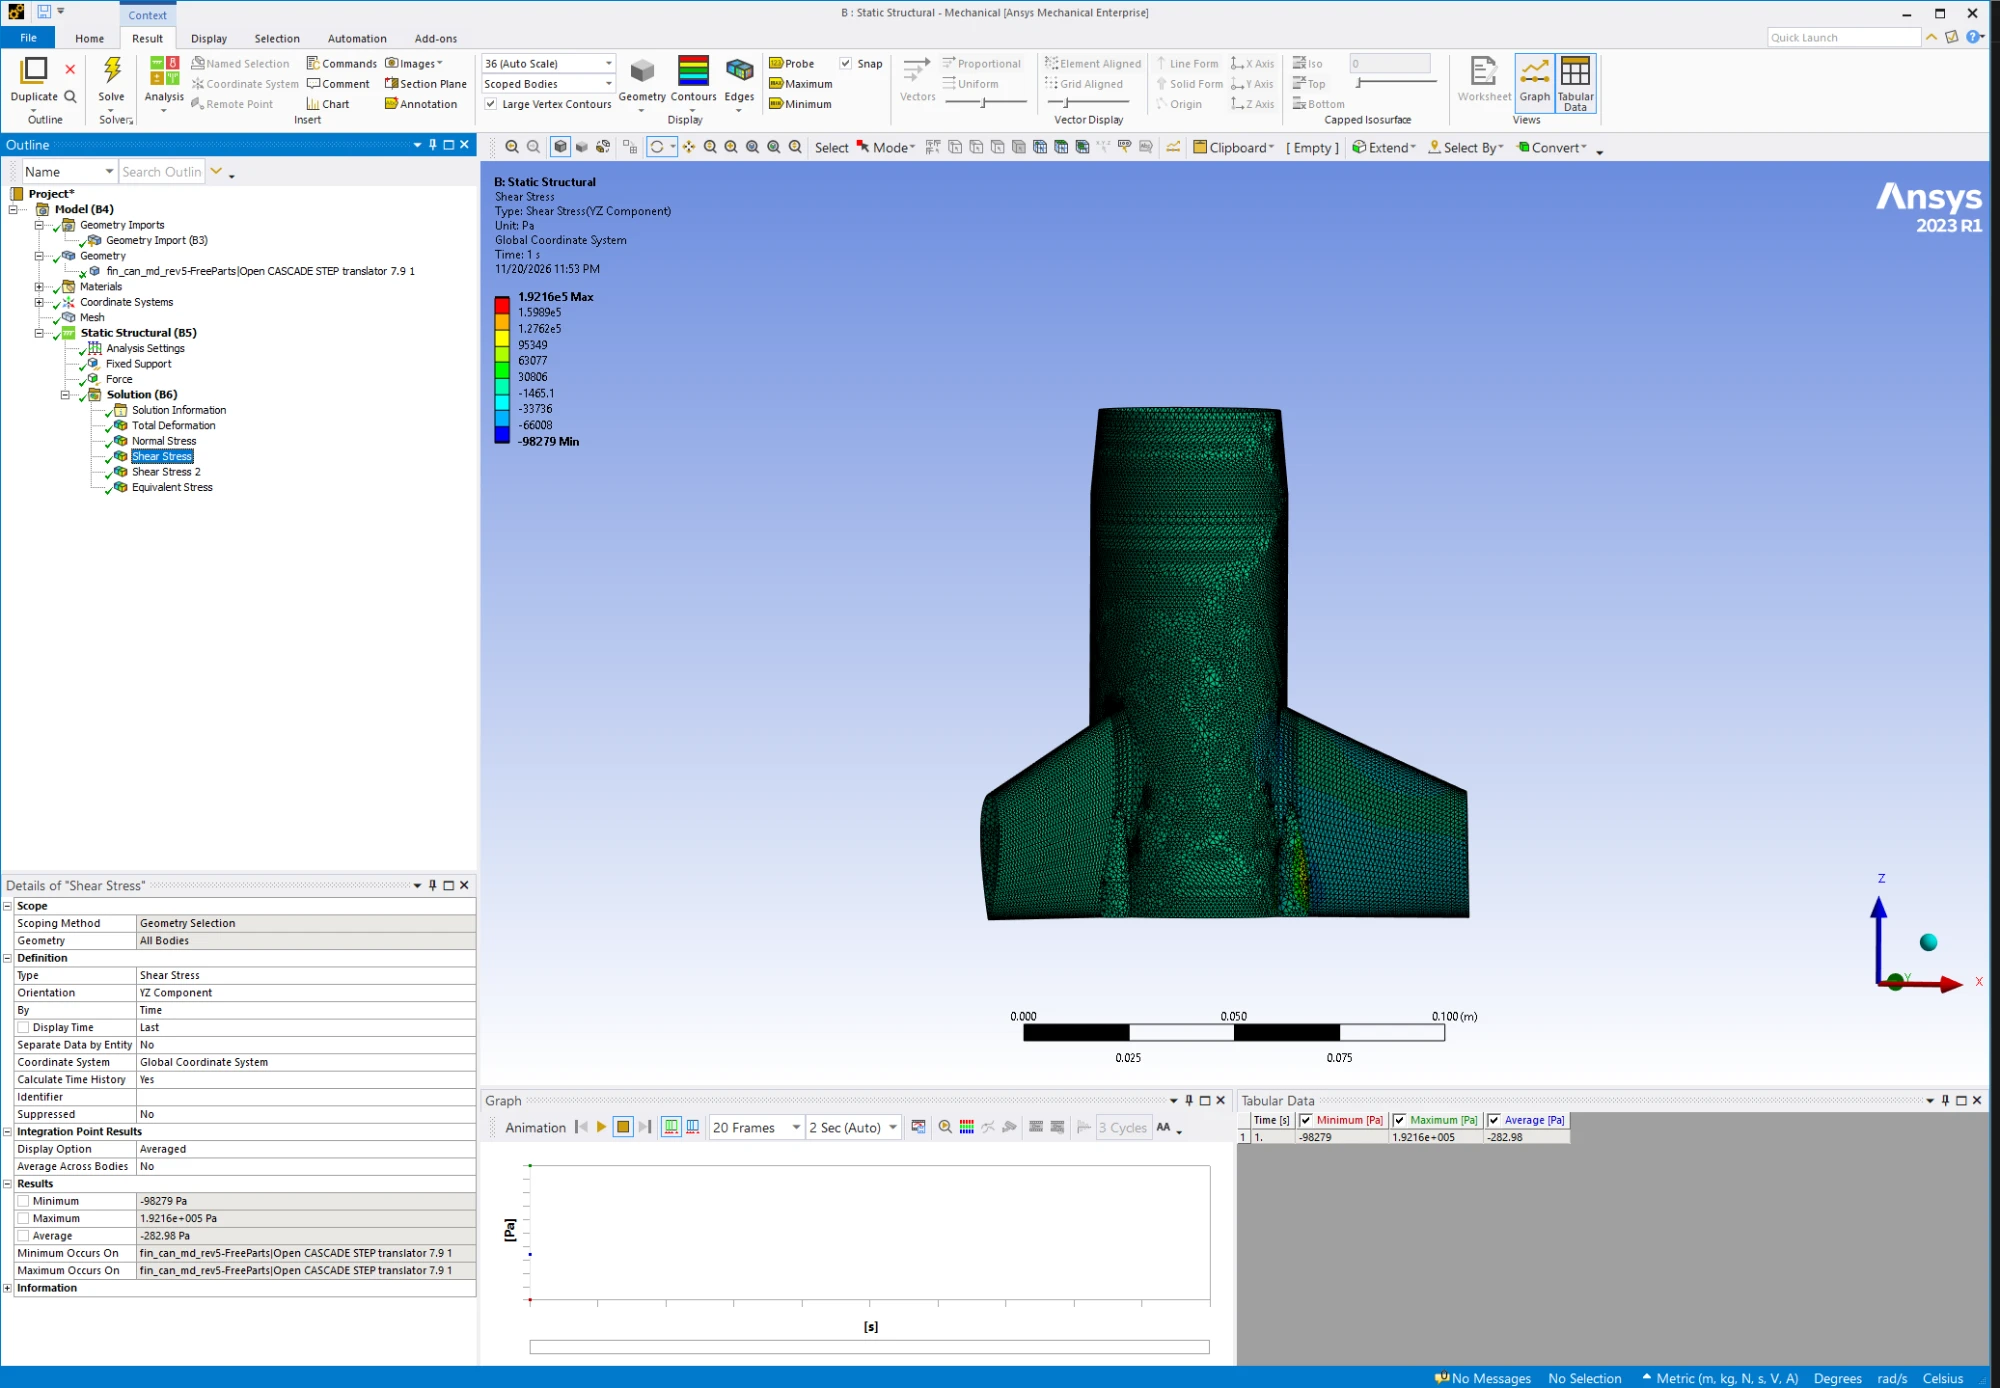 Context
B : Static Structural - Mechanical [Ansys Mechanical Enterprise]
File Home Result Display Selection Automation Add-ons
Quick Launch
Duplicate
Outline
Solve
Solver
Analysis
Named Selection
Coordinate System
Remote Point
Commands
Comment
Chart
Images
Section Plane
Annotation
Insert
36 (Auto Scale)
Scoped Bodies
Large Vertex Contours
Geometry Contours Edges
Display
Probe
Maximum
Minimum
Snap
Vectors
Proportional
Uniform
Element Aligned
Grid Aligned
Line Form
Solid Form
Origin
X Axis
Y Axis
Z Axis
Vector Display
Iso
Top
Bottom
0
Capped Isosurface
Worksheet Graph Tabular Data
Views
Outline
Name Search Outlin
Select Mode Clipboard [ Empty ] Extend Select By Convert
Project*
Model (B4)
Geometry Imports
Geometry Import (B3)
Geometry
fin_can_md_rev5-FreeParts|Open CASCADE STEP translator 7.9 1
Materials
Coordinate Systems
Mesh
Static Structural (B5)
Analysis Settings
Fixed Support
Force
Solution (B6)
Solution Information
Total Deformation
Normal Stress
Shear Stress
Shear Stress 2
Equivalent Stress
B: Static Structural
Shear Stress
Type: Shear Stress(YZ Component)
Unit: Pa
Global Coordinate System
Time: 1 s
11/20/2026 11:53 PM
1.9216e5 Max
1.5989e5
1.2762e5
95349
63077
30806
-1465.1
-33736
-66008
-98279 Min
Ansys
2023 R1
Z
Y
X
0.000 0.050 0.100 (m)
0.025 0.075
Details of "Shear Stress"
Scope
Scoping Method Geometry Selection
Geometry All Bodies
Definition
Type Shear Stress
Orientation YZ Component
By Time
Display Time Last
Separate Data by Entity No
Coordinate System Global Coordinate System
Calculate Time History Yes
Identifier
Suppressed No
Integration Point Results
Display Option Averaged
Average Across Bodies No
Results
Minimum -98279 Pa
Maximum 1.9216e+005 Pa
Average -282.98 Pa
Minimum Occurs On fin_can_md_rev5-FreeParts|Open CASCADE STEP translator 7.9 1
Maximum Occurs On fin_can_md_rev5-FreeParts|Open CASCADE STEP translator 7.9 1
Information
Graph
Animation 20 Frames 2 Sec (Auto) 3 Cycles AA
[Pa]
[s]
Tabular Data
Time [s] Minimum [Pa] Maximum [Pa] Average [Pa]
1 1. -98279 1.9216e+005 -282.98
No Messages No Selection Metric (m, kg, N, s, V, A) Degrees rad/s Celsius